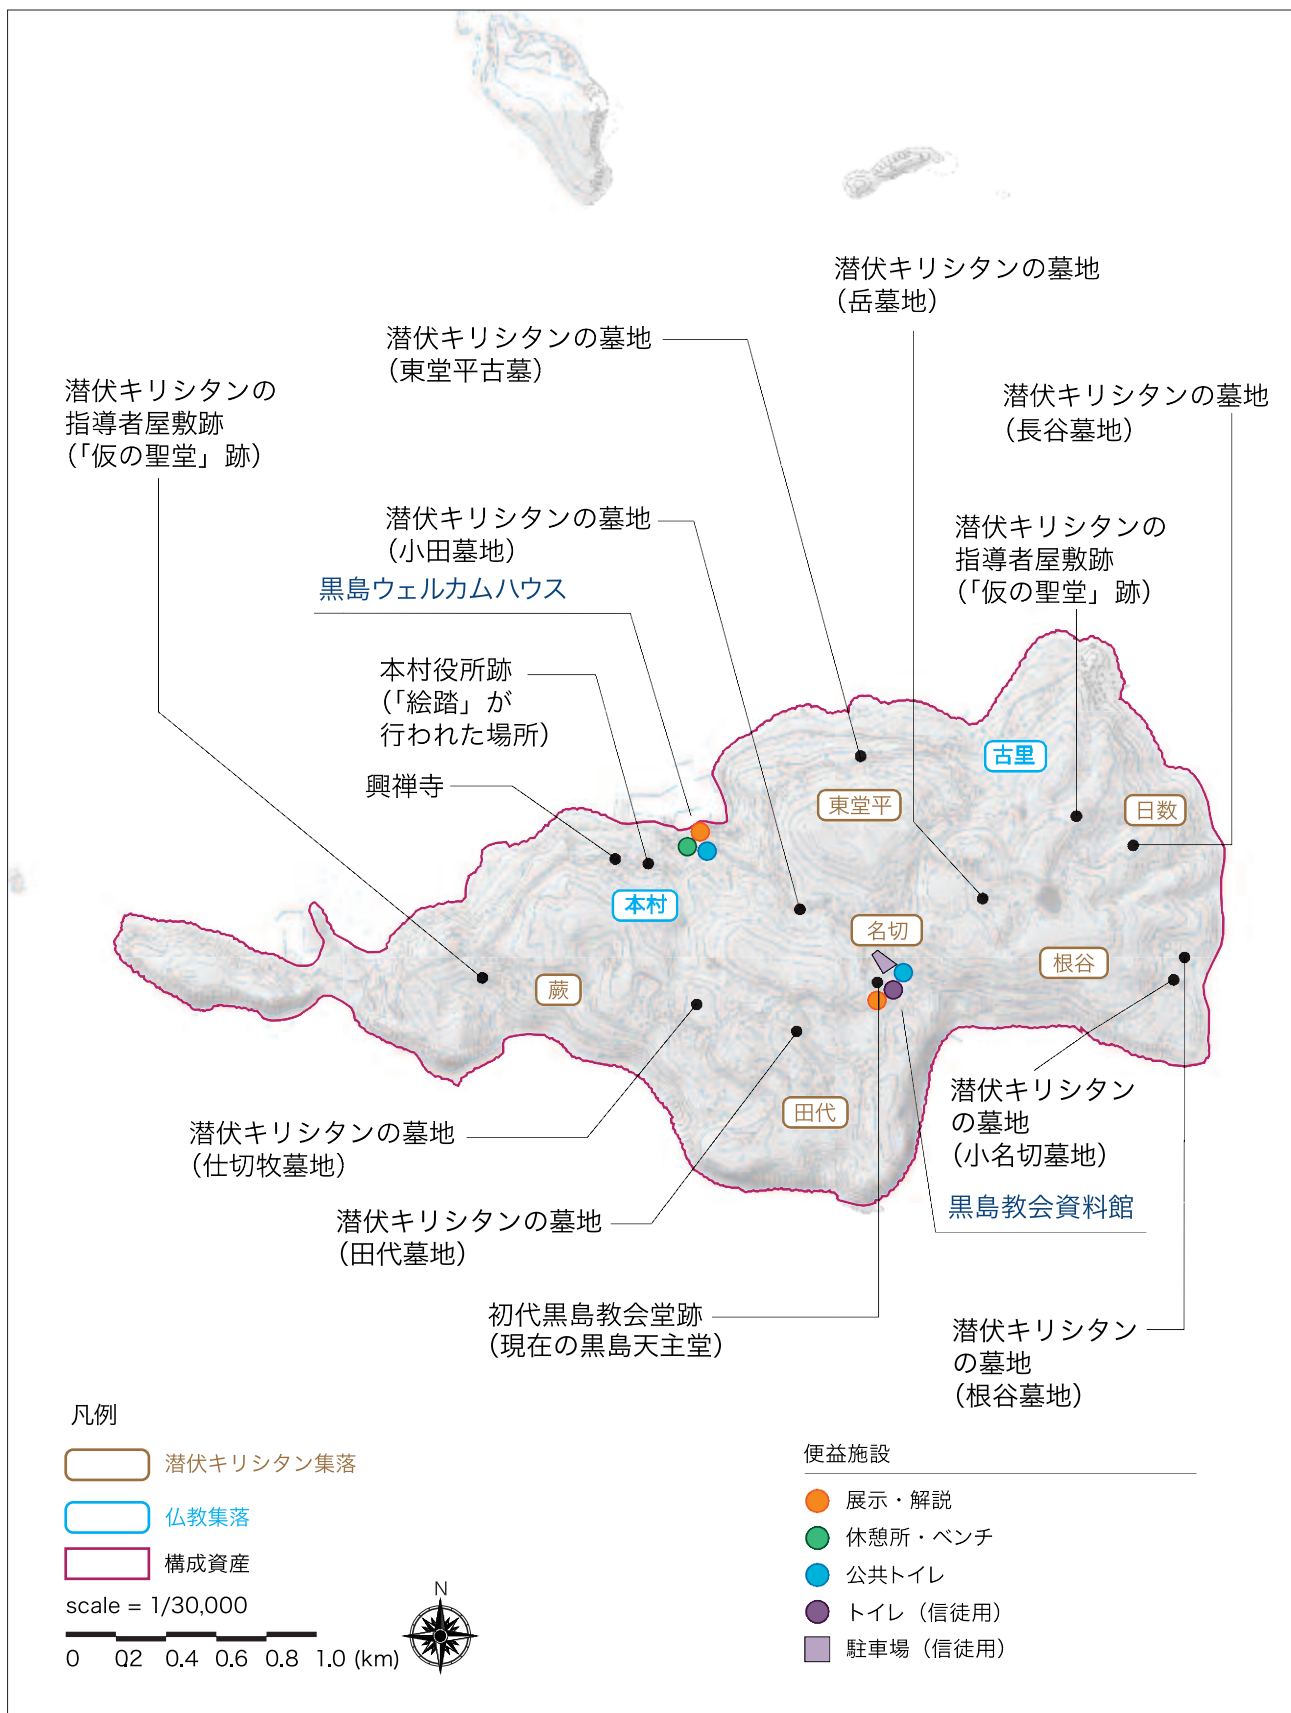 潜伏キリシタンの墓地
（岳墓地）
潜伏キリシタンの墓地
（東堂平古墓）
潜伏キリシタンの
指導者屋敷跡
（「仮の聖堂」跡）
潜伏キリシタンの墓地
（長谷墓地）
潜伏キリシタンの墓地
（小田墓地）
潜伏キリシタンの
指導者屋敷跡
（「仮の聖堂」跡）
黒島ウェルカムハウス
本村役所跡
（「絵踏」が
行われた場所）
興禅寺
古里
東堂平
日数
本村
名切
根谷
蕨
田代
潜伏キリシタン
の墓地
（小名切墓地）
潜伏キリシタンの墓地
（仕切牧墓地）
黒島教会資料館
潜伏キリシタンの墓地
（田代墓地）
初代黒島教会堂跡
（現在の黒島天主堂）
潜伏キリシタン
の墓地
（根谷墓地）
凡例
潜伏キリシタン集落
仏教集落
構成資産
scale = 1/30,000
0 0.2 0.4 0.6 0.8 1.0 (km)
N
便益施設
展示・解説
休憩所・ベンチ
公共トイレ
トイレ（信徒用）
駐車場（信徒用）